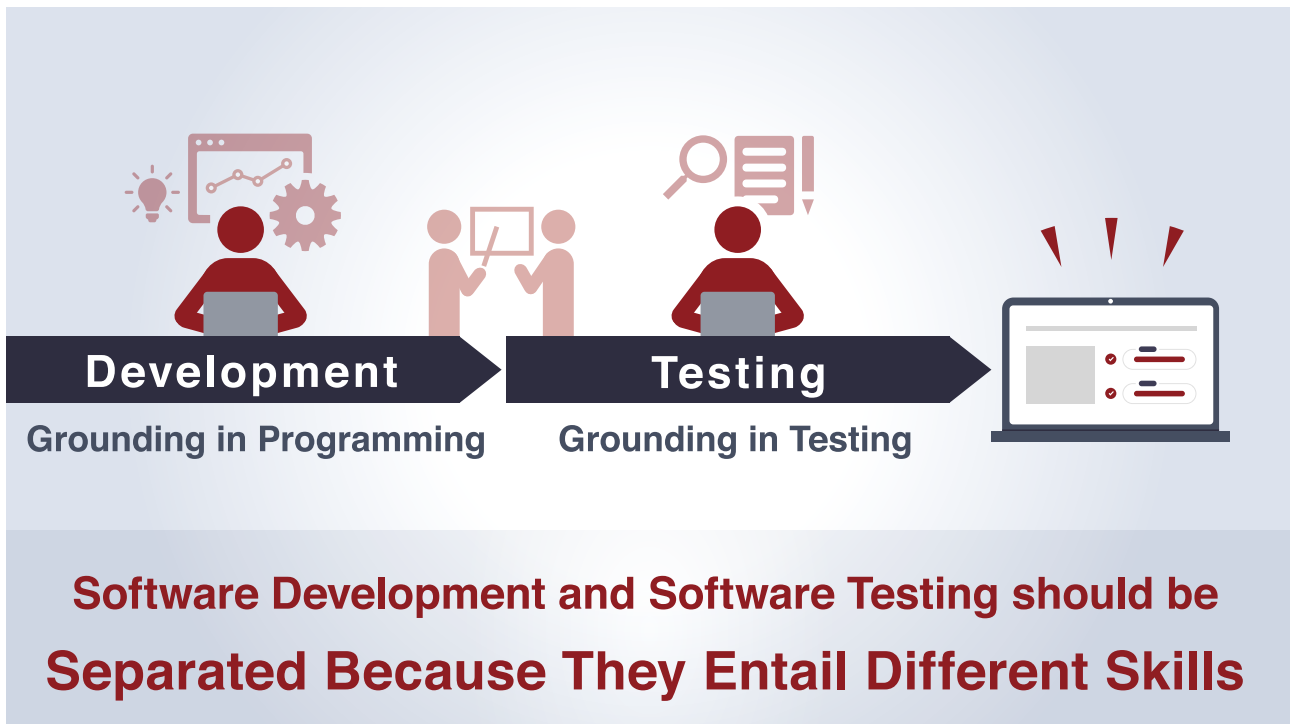 Development
Testing
Grounding in Programming
Grounding in Testing
Software Development and Software Testing should be
Separated Because They Entail Different Skills